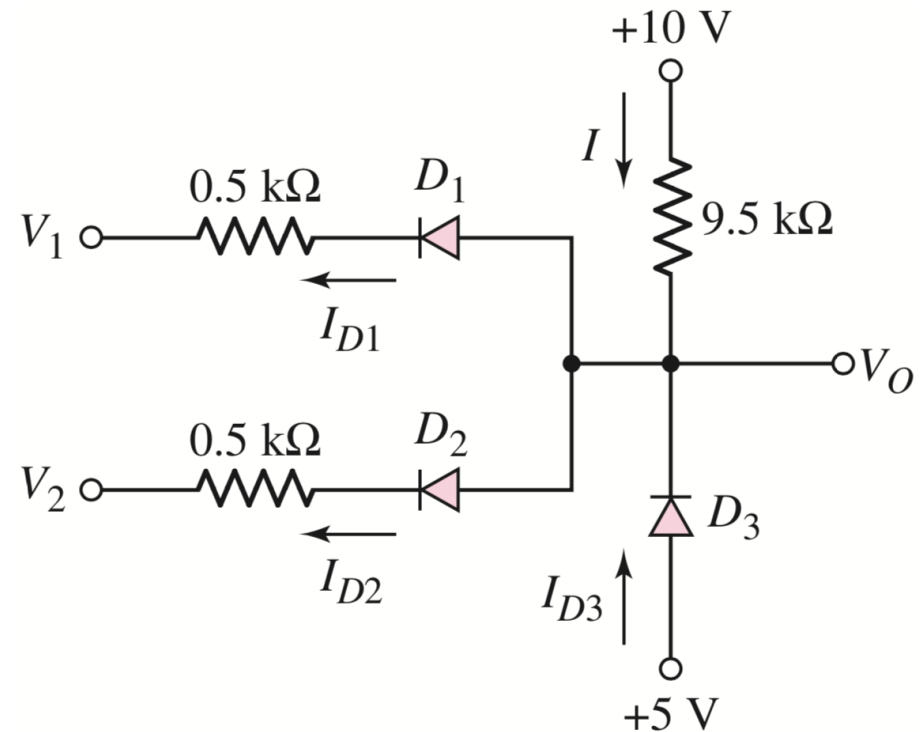 +10 V
I
0.5 kΩ
D1
V1
9.5 kΩ
ID1
VO
0.5 kΩ
D2
V2
D3
ID2
ID3
+5 V